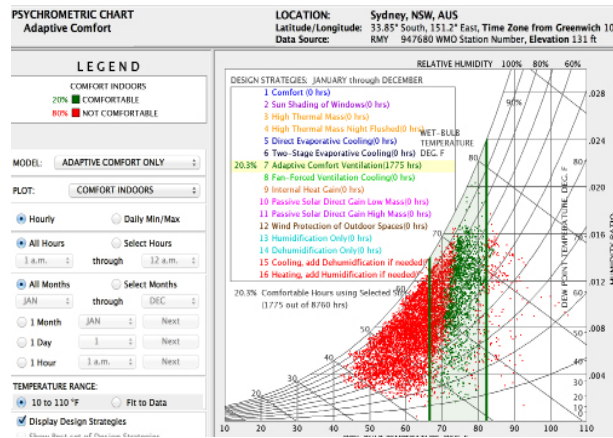 PSYCHROMETRIC CHART
Adaptive Comfort
LOCATION: Sydney, NSW, AUS
Latitude/Longitude: 33.85° South, 151.2° East, Time Zone from Greenwich 10
Data Source: RMY 947680 WMO Station Number, Elevation 131 ft
LEGEND
COMFORT INDOORS
20% COMFORTABLE
80% NOT COMFORTABLE
MODEL: ADAPTIVE COMFORT ONLY
PLOT: COMFORT INDOORS
Hourly Daily Min/Max
All Hours Select Hours
1 a.m. through 12 a.m.
All Months Select Months
JAN through DEC
1 Month JAN Next
1 Day 1 Next
1 Hour 1 a.m. Next
TEMPERATURE RANGE:
10 to 110 °F Fit to Data
Display Design Strategies
Show Best set of Design Strategies
RELATIVE HUMIDITY 100% 80% 60%
DESIGN STRATEGIES: JANUARY through DECEMBER
1 Comfort (0 hrs)
2 Sun Shading of Windows(0 hrs)
3 High Thermal Mass(0 hrs)
4 High Thermal Mass Night Flushed(0 hrs)
5 Direct Evaporative Cooling(0 hrs)
6 Two-Stage Evaporative Cooling(0 hrs)
20.3% 7 Adaptive Comfort Ventilation(1775 hrs)
8 Fan-Forced Ventilation Cooling(0 hrs)
9 Internal Heat Gain(0 hrs)
10 Passive Solar Direct Gain Low Mass(0 hrs)
11 Passive Solar Direct Gain High Mass(0 hrs)
12 Wind Protection of Outdoor Spaces(0 hrs)
13 Humidification Only(0 hrs)
14 Dehumidification Only(0 hrs)
15 Cooling, add Dehumidification if needed(
16 Heating, add Humidification if needed(
20.3% Comfortable Hours using Selected
(1775 out of 8760 hrs)
90%
WET-BULB
TEMPERATURE
DEG. F
80
70
60
50
40
30
20
10
DEW POINT TEMPERATURE, DEG. F
HUMIDITY RATIO
.028
.016
.012
.008
.004
80
30
20
10
0
10 20 30 40 50 60 70 80 90 100 110